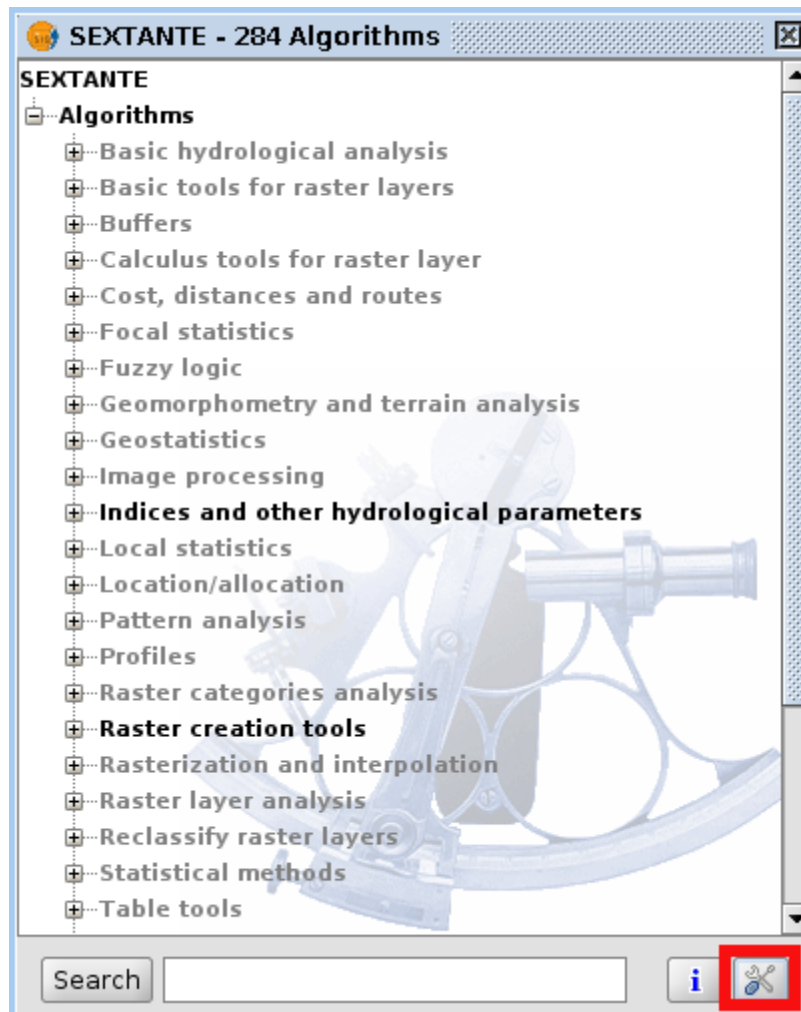 SEXTANTE - 284 Algorithms
SEXTANTE
Algorithms
Basic hydrological analysis
Basic tools for raster layers
Buffers
Calculus tools for raster layer
Cost, distances and routes
Focal statistics
Fuzzy logic
Geomorphometry and terrain analysis
Geostatistics
Image processing
Indices and other hydrological parameters
Local statistics
Location/allocation
Pattern analysis
Profiles
Raster categories analysis
Raster creation tools
Rasterization and interpolation
Raster layer analysis
Reclassify raster layers
Statistical methods
Table tools
Search i